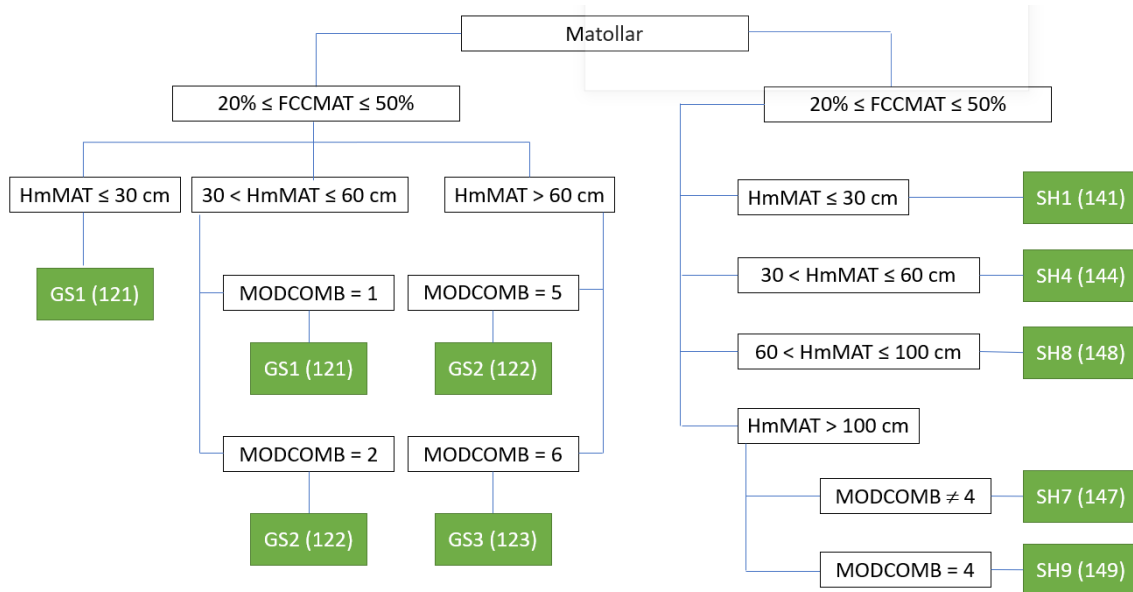 Matollar
20% ≤ FCCMAT ≤ 50%
HmMAT ≤ 30 cm
30 < HmMAT ≤ 60 cm
HmMAT > 60 cm
GS1 (121)
MODCOMB = 1
MODCOMB = 5
GS1 (121)
GS2 (122)
MODCOMB = 2
MODCOMB = 6
GS2 (122)
GS3 (123)
20% ≤ FCCMAT ≤ 50%
HmMAT ≤ 30 cm
SH1 (141)
30 < HmMAT ≤ 60 cm
SH4 (144)
60 < HmMAT ≤ 100 cm
SH8 (148)
HmMAT > 100 cm
MODCOMB ≠ 4
SH7 (147)
MODCOMB = 4
SH9 (149)